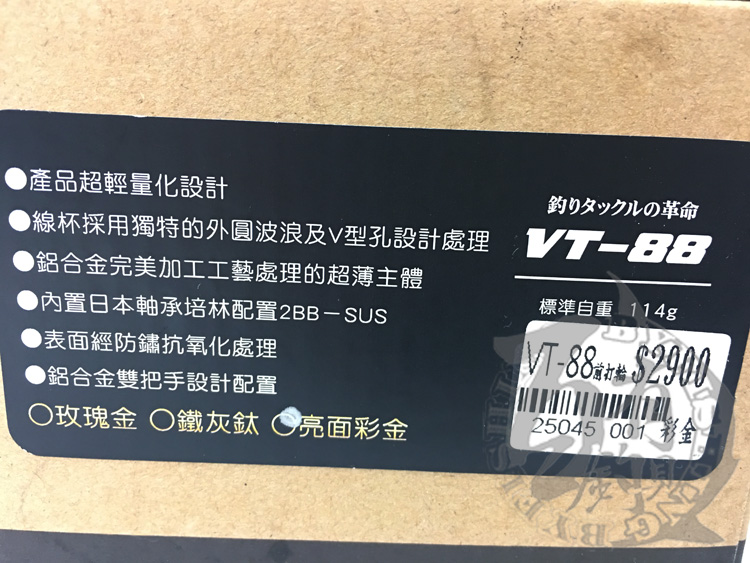 ●產品超輕量化設計
●線杯採用獨特的外圓波浪及V型孔設計處理
●鋁合金完美加工工藝處理的超薄主體
●內置日本軸承培林配置2BB－SUS
●表面經防鏽抗氧化處理
●鋁合金雙把手設計配置
○玫瑰金 ○鐵灰鈦 ○亮面彩金
釣りタックルの革命
VT-88
標準自重 114g
VT-88前打輪 $2900
25045 001 彩金